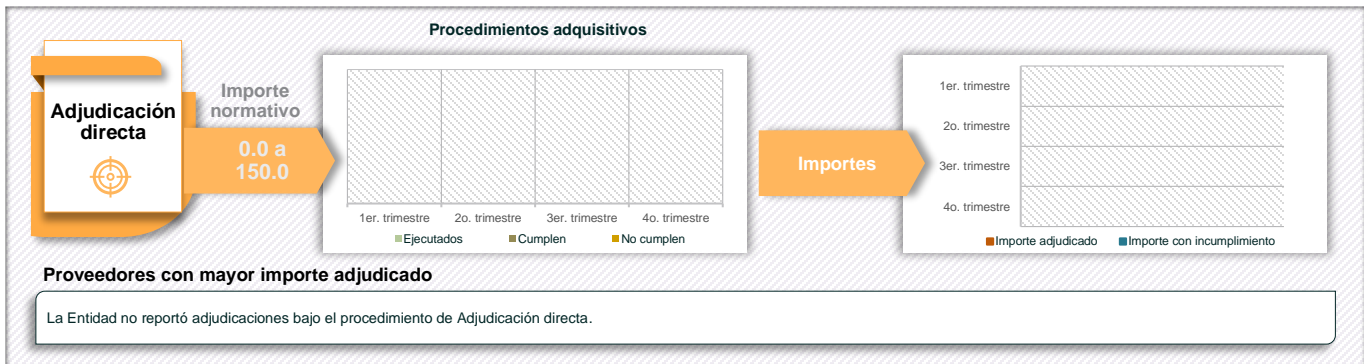 Procedimientos adquisitivos
Adjudicación
directa
Importe
normativo
0.0 a
150.0
1er. trimestre
2o. trimestre
3er. trimestre
4o. trimestre
Ejecutados
Cumplen
No cumplen
Importes
1er. trimestre
2o. trimestre
3er. trimestre
4o. trimestre
Importe adjudicado
Importe con incumplimiento
Proveedores con mayor importe adjudicado
La Entidad no reportó adjudicaciones bajo el procedimiento de Adjudicación directa.